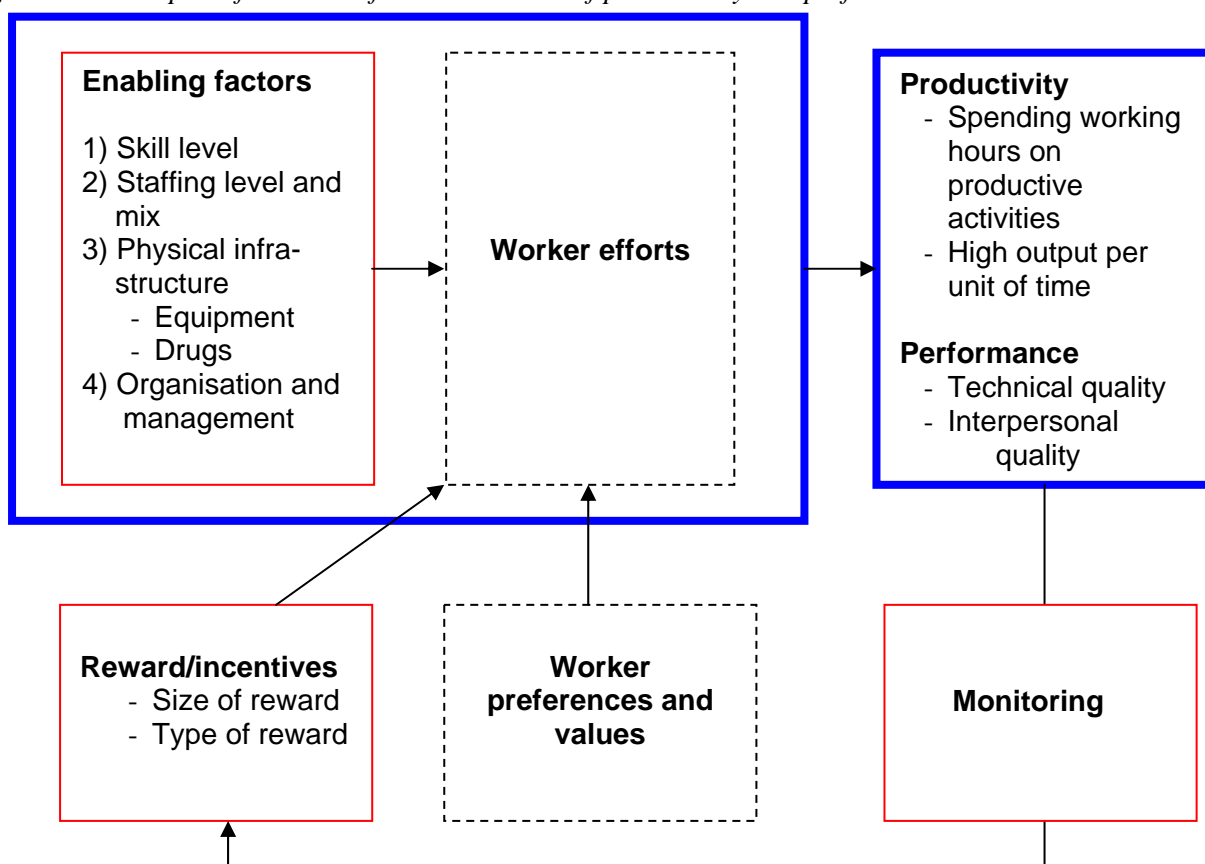 Enabling factors
1) Skill level
2) Staffing level and
mix
3) Physical infra-
structure
- Equipment
- Drugs
4) Organisation and
management
Worker efforts
Productivity
- Spending working
hours on
productive
activities
- High output per
unit of time
Performance
- Technical quality
- Interpersonal
quality
Reward/incentives
- Size of reward
- Type of reward
Worker
preferences and
values
Monitoring